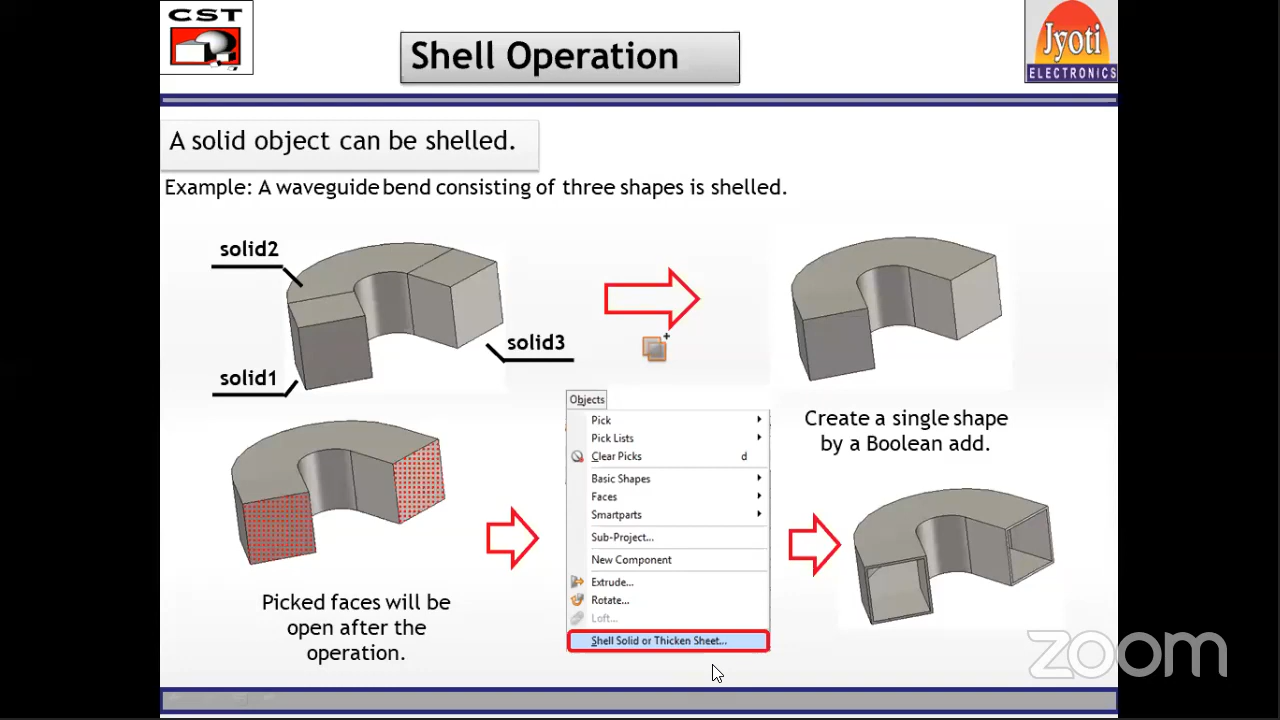 CST
Shell Operation
Jyoti
ELECTRONICS
A solid object can be shelled.
Example: A waveguide bend consisting of three shapes is shelled.
solid2
solid3
solid1
Objects
Pick
Pick Lists
Clear Picks d
Basic Shapes
Faces
Smartparts
Sub-Project...
New Component
Extrude...
Rotate...
Loft...
Shell Solid or Thicken Sheet...
Create a single shape
by a Boolean add.
Picked faces will be
open after the
operation.
zoom